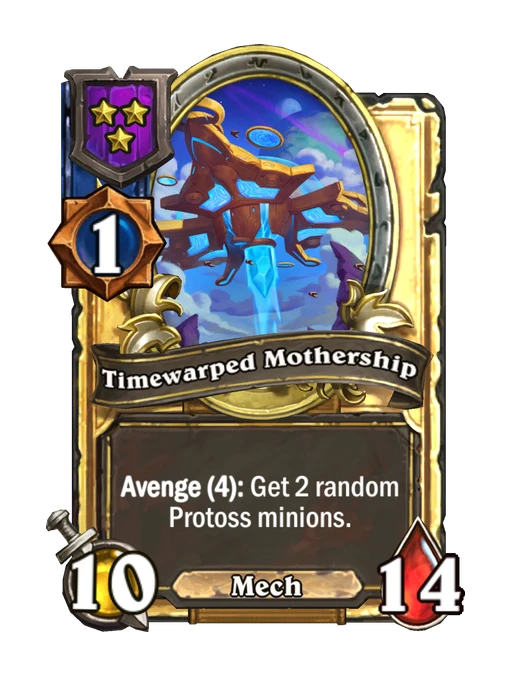 1
Timewarped Mothership
Avenge (4): Get 2 random
Protoss minions.
10
Mech
14